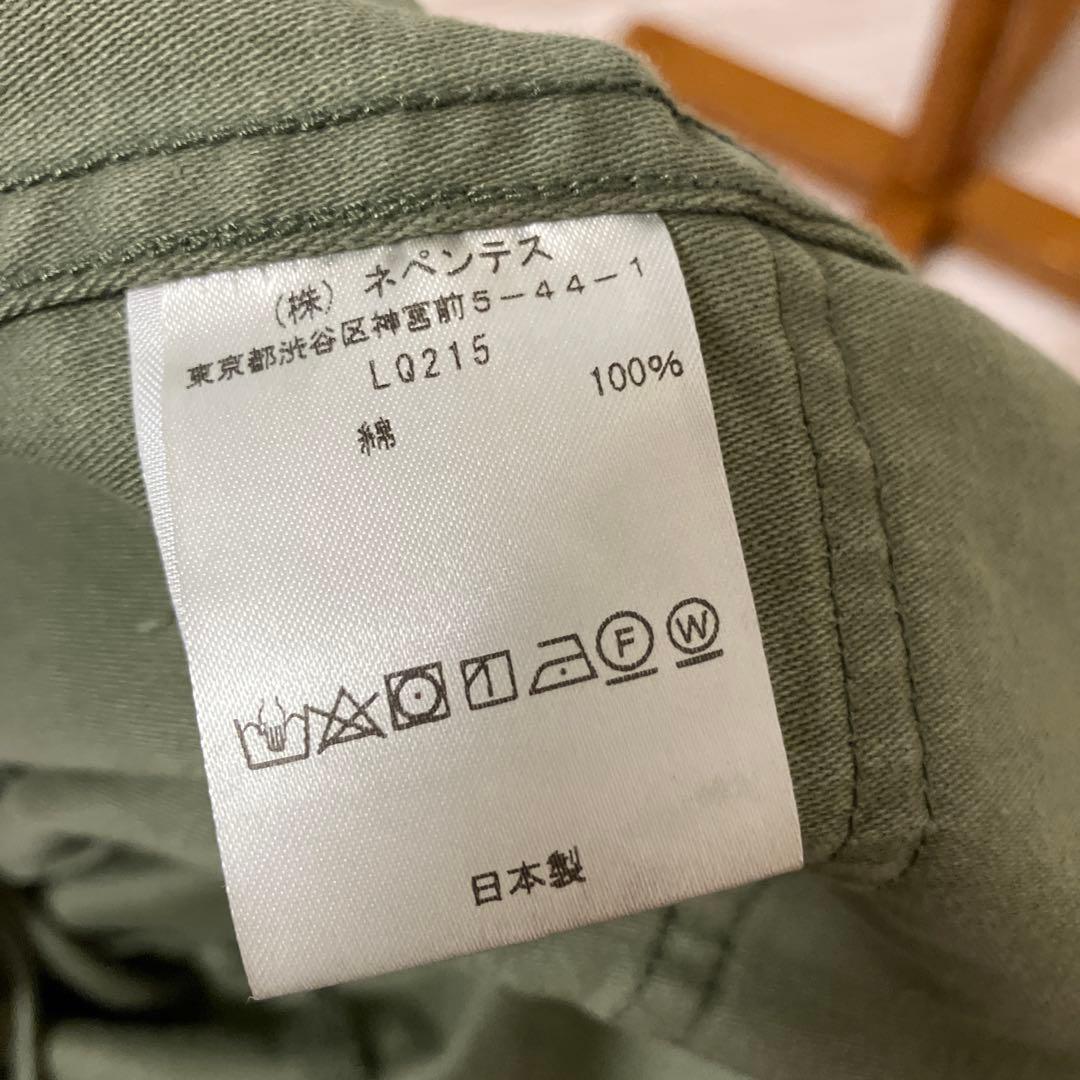 (株) ネペンテス
東京都渋谷区神宮前5-44-1
LQ215
綿 100%
F W
日本製